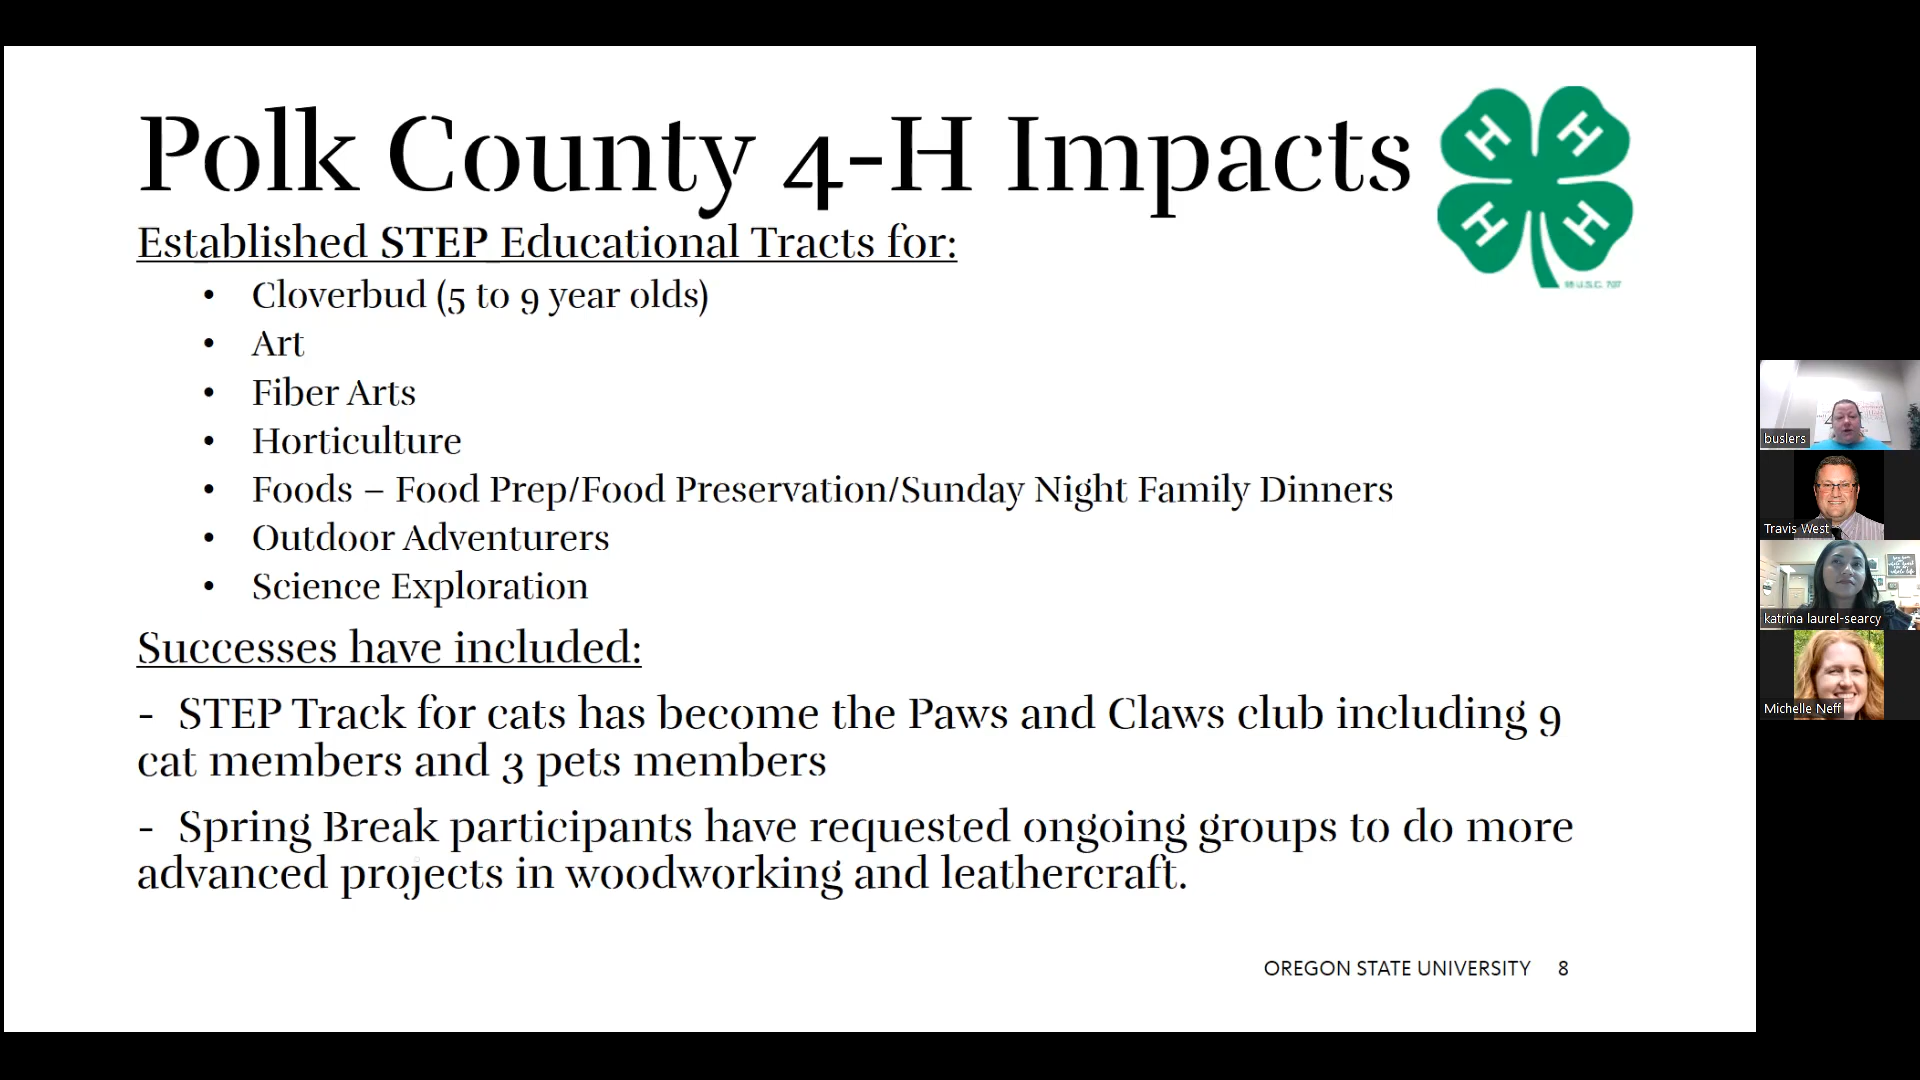 Polk County 4-H Impacts
H H
H H
18 U.S.C. 707
Established STEP Educational Tracts for:
• Cloverbud (5 to 9 year olds)
• Art
• Fiber Arts
• Horticulture
• Foods – Food Prep/Food Preservation/Sunday Night Family Dinners
• Outdoor Adventurers
• Science Exploration
Successes have included:
- STEP Track for cats has become the Paws and Claws club including 9
cat members and 3 pets members
- Spring Break participants have requested ongoing groups to do more
advanced projects in woodworking and leathercraft.
OREGON STATE UNIVERSITY 8
buslers
Travis West
katrina laurel-searcy
Michelle Neff